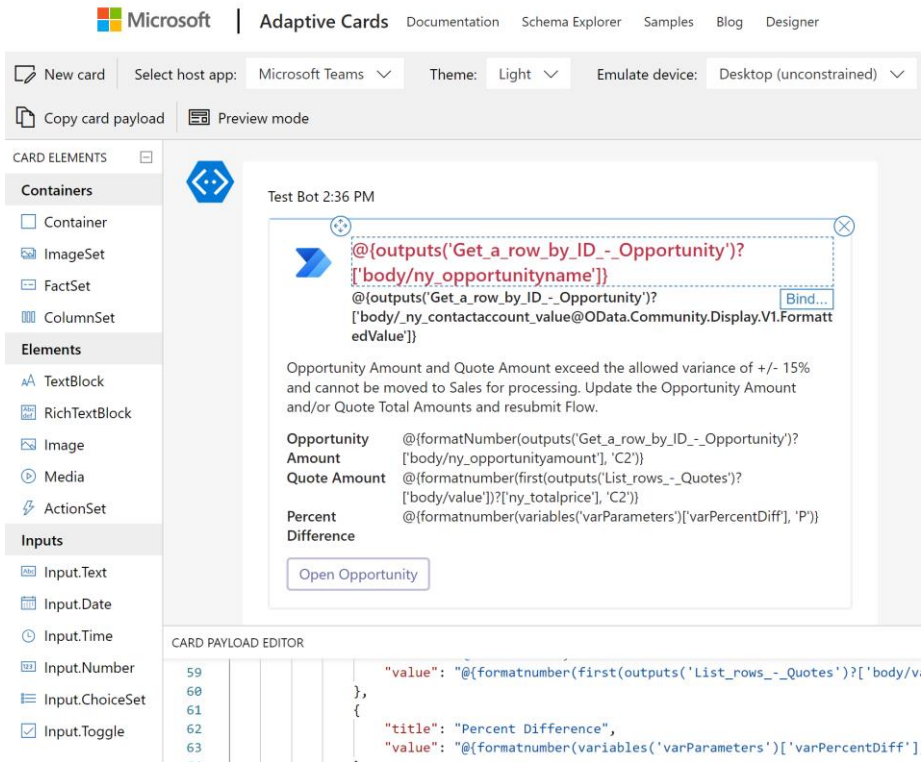 Microsoft | Adaptive Cards Documentation Schema Explorer Samples Blog Designer
New card Select host app: Microsoft Teams Theme: Light Emulate device: Desktop (unconstrained)
Copy card payload Preview mode
CARD ELEMENTS
Containers
Container
ImageSet
FactSet
ColumnSet
Elements
TextBlock
RichTextBlock
Image
Media
ActionSet
Inputs
Input.Text
Input.Date
Input.Time
Input.Number
Input.ChoiceSet
Input.Toggle
Test Bot 2:36 PM
@{outputs('Get_a_row_by_ID_-_Opportunity')?
['body/ny_opportunityname']}
@{outputs('Get_a_row_by_ID_-_Opportunity')?
Bind...
['body/_ny_contactaccount_value@OData.Community.Display.V1.Formatt
edValue']}
Opportunity Amount and Quote Amount exceed the allowed variance of +/- 15%
and cannot be moved to Sales for processing. Update the Opportunity Amount
and/or Quote Total Amounts and resubmit Flow.
Opportunity @{formatNumber(outputs('Get_a_row_by_ID_-_Opportunity')?
Amount ['body/ny_opportunityamount'], 'C2')}
Quote Amount @{formatnumber(first(outputs('List_rows_-_Quotes')?
['body/value'])?['ny_totalprice'], 'C2')}
Percent @{formatnumber(variables('varParameters')['varPercentDiff'], 'P')}
Difference
Open Opportunity
CARD PAYLOAD EDITOR
59 "value": "@{formatnumber(first(outputs('List_rows_-_Quotes')?['body/va
60 },
61 {
62 "title": "Percent Difference",
63 "value": "@{formatnumber(variables('varParameters')['varPercentDiff']